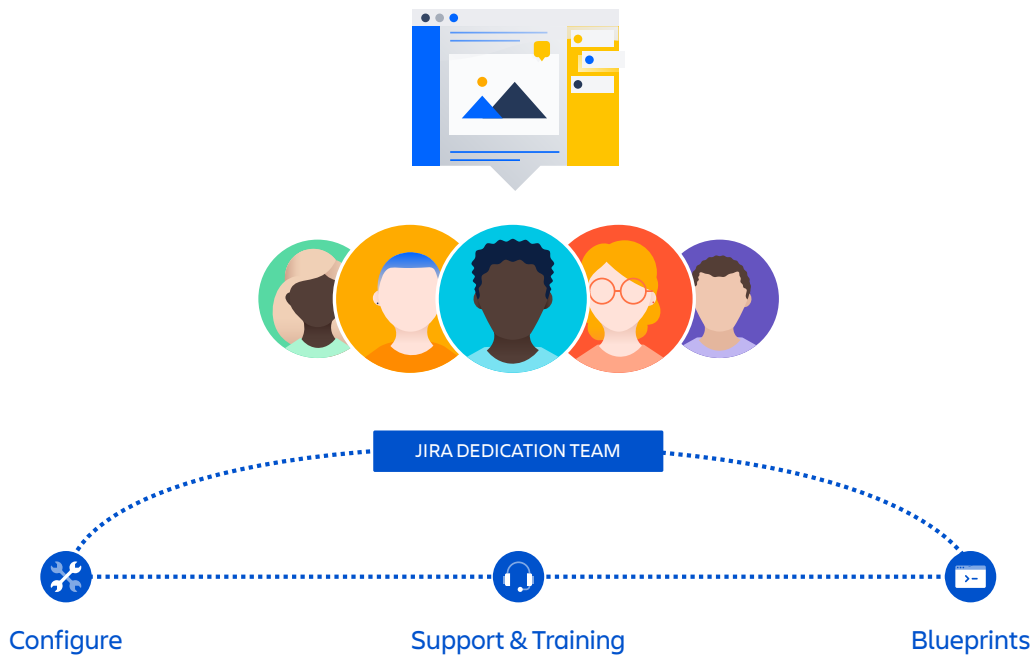 JIRA DEDICATION TEAM
Configure
Support & Training
Blueprints